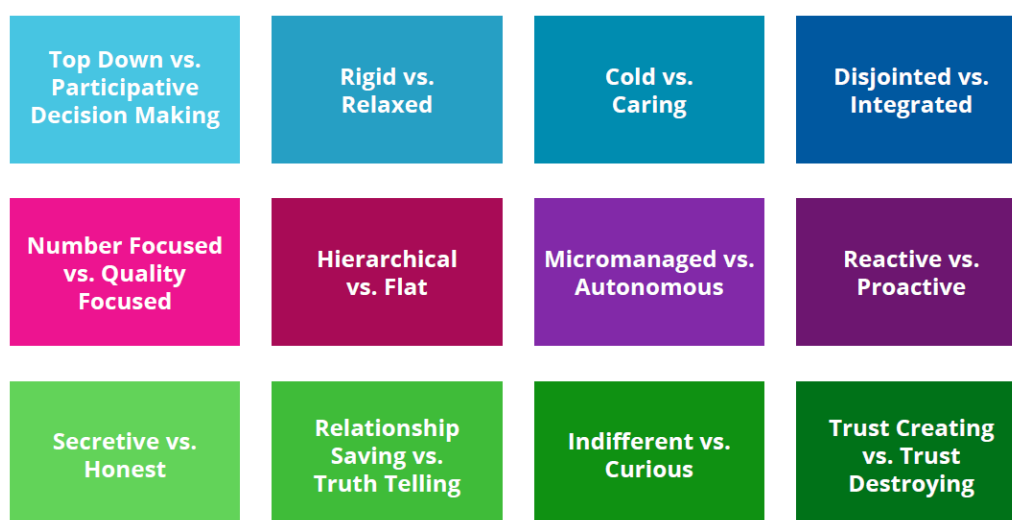 Top Down vs.
Participative
Decision Making
Rigid vs.
Relaxed
Cold vs.
Caring
Disjointed vs.
Integrated
Number Focused
vs. Quality
Focused
Hierarchical
vs. Flat
Micromanaged vs.
Autonomous
Reactive vs.
Proactive
Secretive vs.
Honest
Relationship
Saving vs.
Truth Telling
Indifferent vs.
Curious
Trust Creating
vs. Trust
Destroying